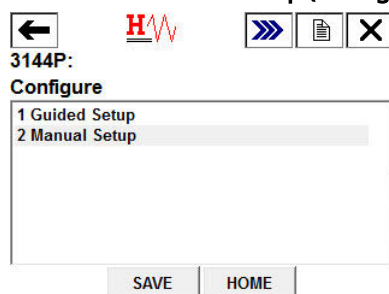 H
3144P:
Configure
1 Guided Setup
2 Manual Setup
SAVE HOME